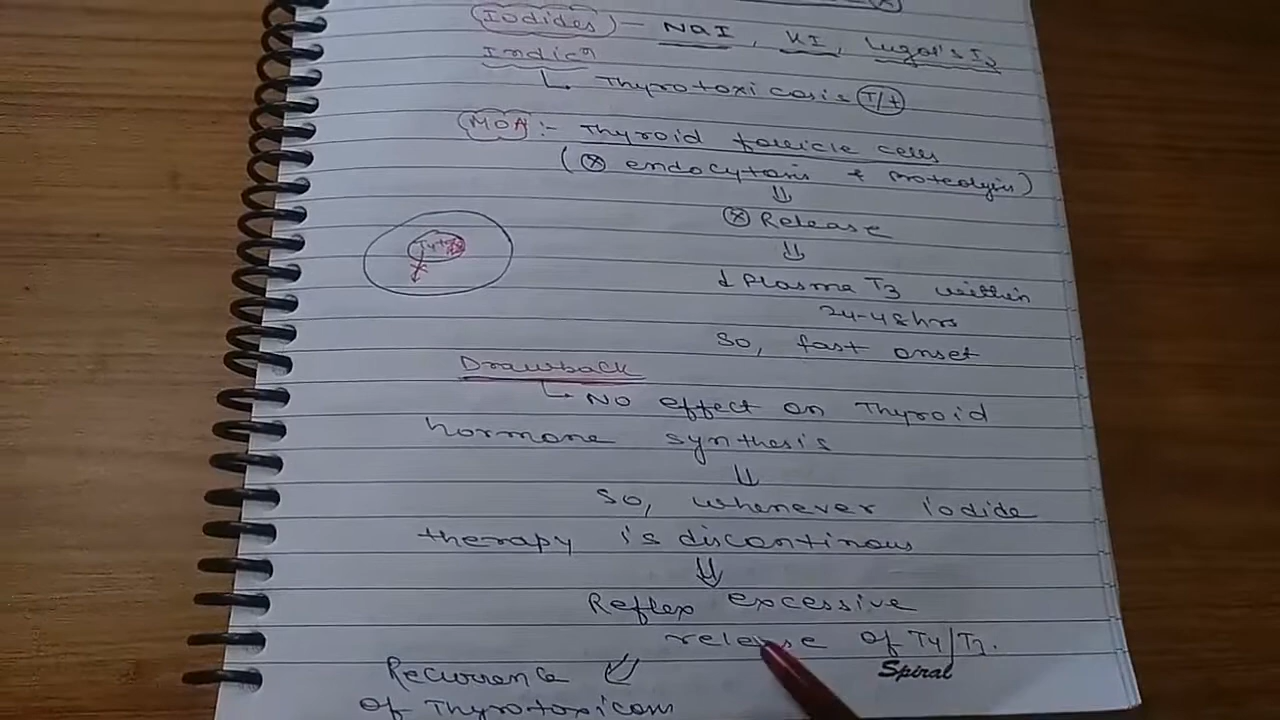 Iodides - NaI, KI, Lugol's I2
Indicn
Thyrotoxicosis T/t
MOA :- Thyroid follicle cells
(⊗ endocytosis & proteolysis)
⇓
⊗ Release
⇓
T4+T3
↓ Plasma T3 within
24-48 hrs
So, fast onset
Drawback
↳ NO effect on Thyroid
hormone synthesis
⇓
So, whenever iodide
therapy is discontinous
⇓
Reflex excessive
release of T4/T3.
Spiral
Recurrence
of Thyrotoxicosis